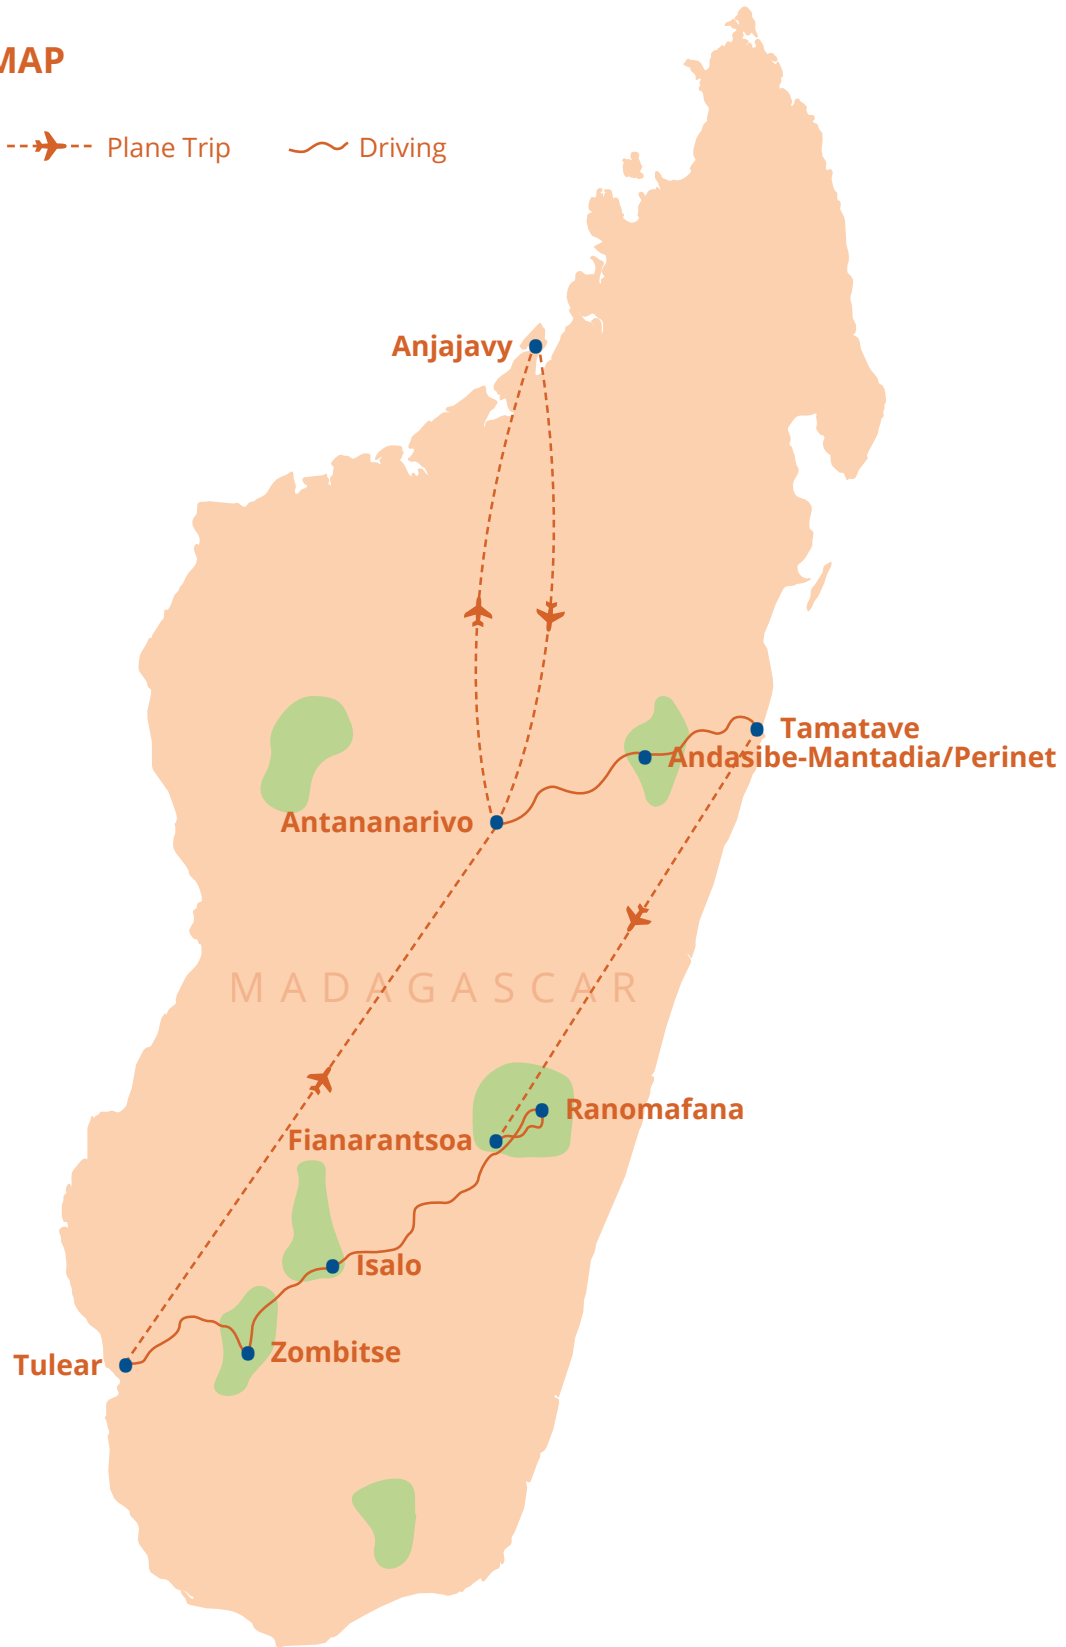 MAP
Plane Trip
Driving
Anjajavy
Tamatave
Andasibe-Mantadia/Perinet
Antananarivo
MADAGASCAR
Ranomafana
Fianarantsoa
Isalo
Zombitse
Tulear